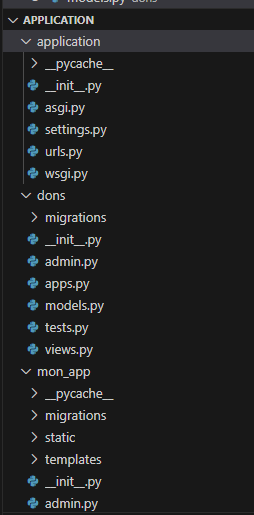 models.py dons
APPLICATION
application
__pycache__
__init__.py
asgi.py
settings.py
urls.py
wsgi.py
dons
migrations
__init__.py
admin.py
apps.py
models.py
tests.py
views.py
mon_app
__pycache__
migrations
static
templates
__init__.py
admin.py